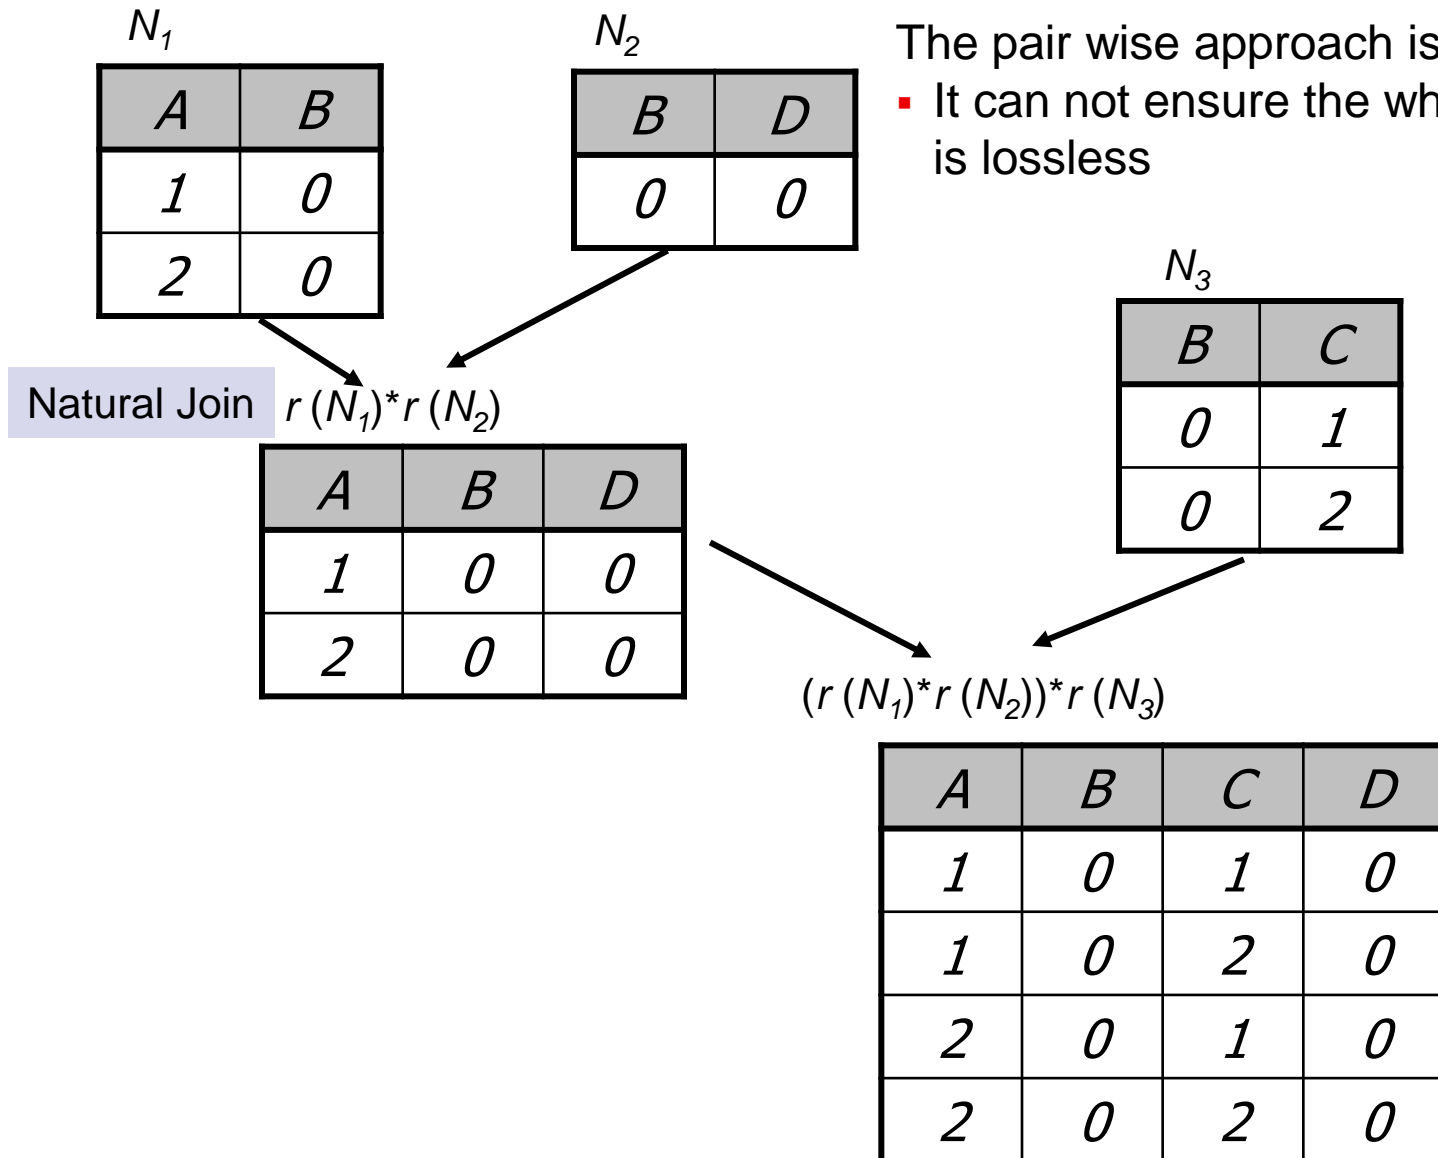 N1
N2
The pair wise approach is
▪ It can not ensure the wh
is lossless
A B
1 0
2 0
B D
0 0
N3
B C
0 1
0 2
Natural Join
r (N1)*r (N2)
A B D
1 0 0
2 0 0
(r (N1)*r (N2))*r (N3)
A B C D
1 0 1 0
1 0 2 0
2 0 1 0
2 0 2 0